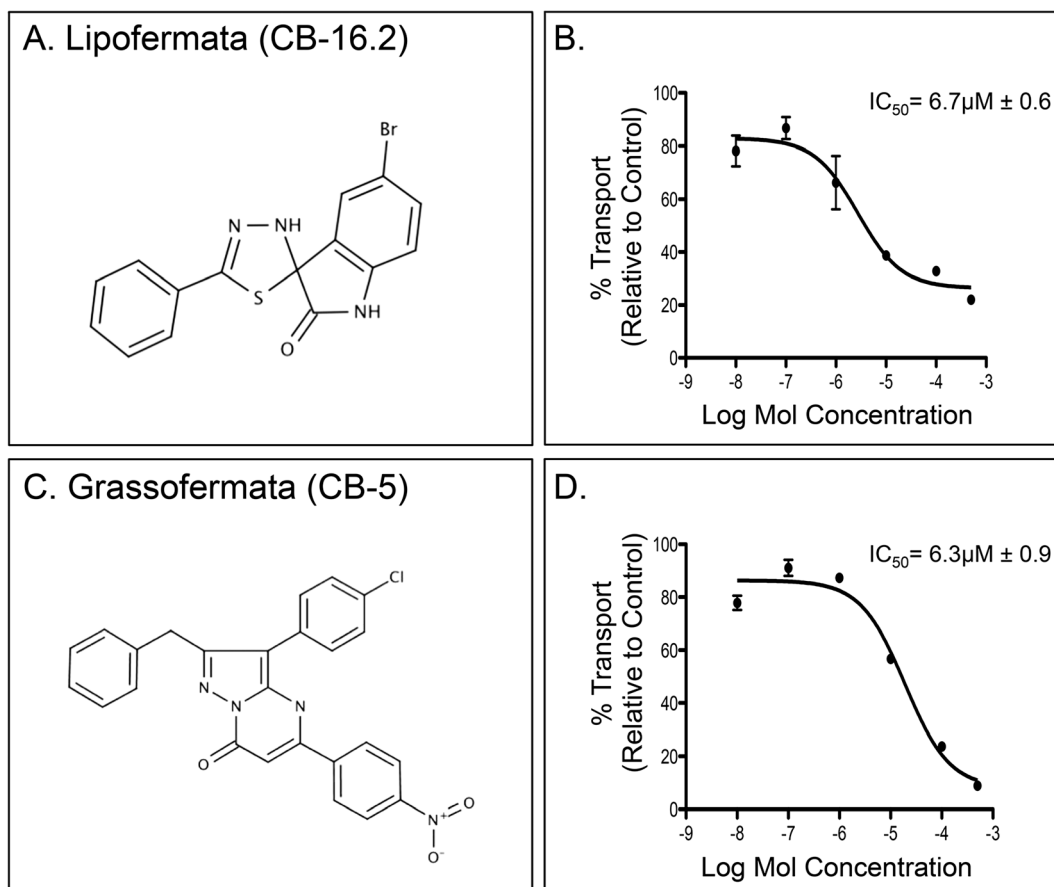 A. Lipofermata (CB-16.2)
Br
N
NH
S
O
NH
B.
IC₅₀= 6.7µM ± 0.6
% Transport
(Relative to Control)
100
80
60
40
20
0
-9 -8 -7 -6 -5 -4 -3
Log Mol Concentration
C. Grassofermata (CB-5)
Cl
N
N
N
O
N⁺
O
O⁻
D.
IC₅₀= 6.3µM ± 0.9
% Transport
(Relative to Control)
100
80
60
40
20
0
-9 -8 -7 -6 -5 -4 -3
Log Mol Concentration